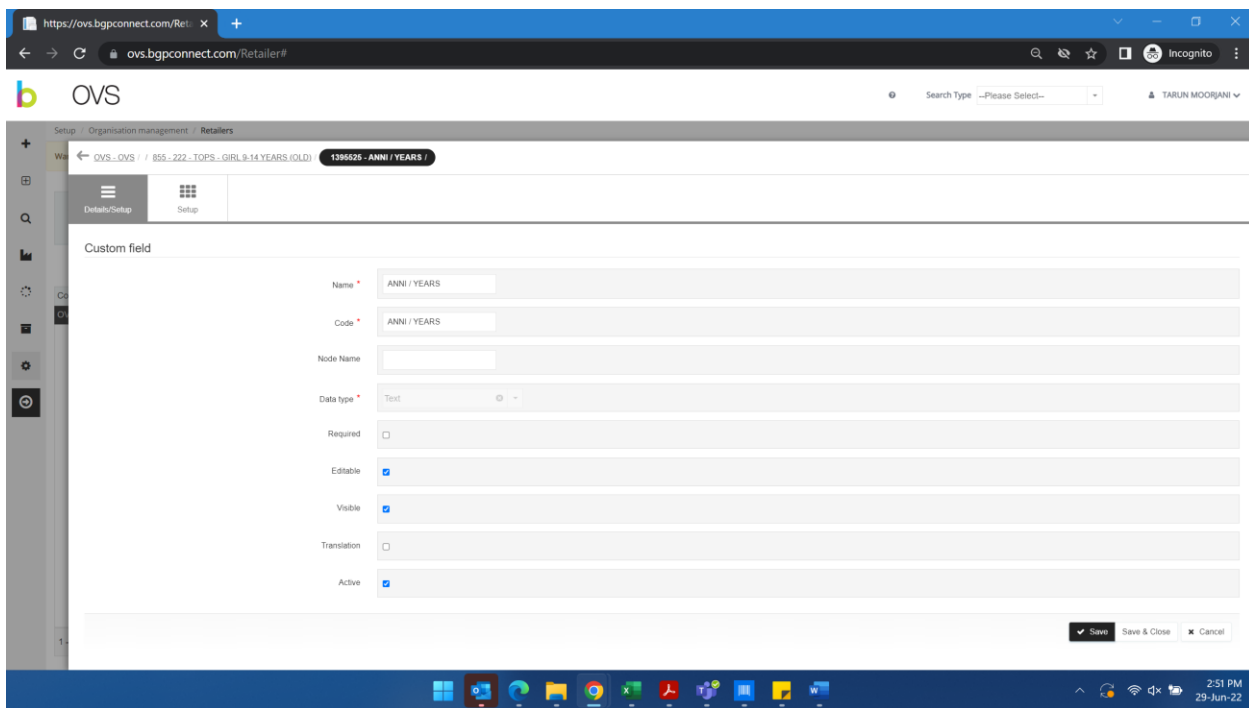 https://ovs.bgpconnect.com/Reta
ovs.bgpconnect.com/Retailer#
Incognito
b OVS
Search Type --Please Select--
TARUN MOORJANI
Setup / Organisation management / Retailers
OVS - OVS / / 855 - 222 - TOPS - GIRL 9-14 YEARS (OLD) / 1395525 - ANNI / YEARS /
Details/Setup
Setup
Custom field
Name * ANNI / YEARS
Code * ANNI / YEARS
Node Name
Data type * Text
Required
Editable
Visible
Translation
Active
Save Save & Close Cancel
2:51 PM
29-Jun-22